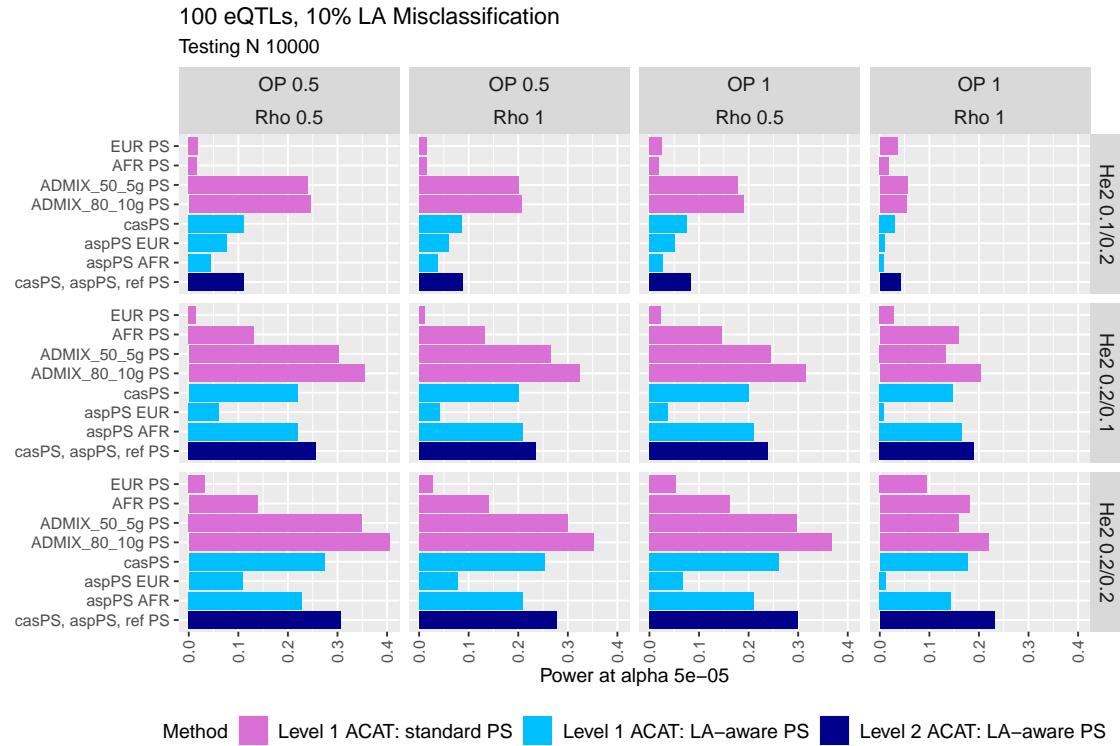 100 eQTLs, 10% LA Misclassification
Testing N 10000
OP 0.5
OP 0.5
OP 1
OP 1
Rho 0.5
Rho 1
Rho 0.5
Rho 1
EUR PS
AFR PS
ADMIX_50_5g PS
ADMIX_80_10g PS
casPS
aspPS EUR
aspPS AFR
casPS, aspPS, ref PS
He2 0.1/0.2
EUR PS
AFR PS
ADMIX_50_5g PS
ADMIX_80_10g PS
casPS
aspPS EUR
aspPS AFR
casPS, aspPS, ref PS
He2 0.2/0.1
EUR PS
AFR PS
ADMIX_50_5g PS
ADMIX_80_10g PS
casPS
aspPS EUR
aspPS AFR
casPS, aspPS, ref PS
He2 0.2/0.2
0.0 0.1 0.2 0.3 0.4
0.0 0.1 0.2 0.3 0.4
0.0 0.1 0.2 0.3 0.4
0.0 0.1 0.2 0.3 0.4
Power at alpha 5e−05
Method Level 1 ACAT: standard PS Level 1 ACAT: LA−aware PS Level 2 ACAT: LA−aware PS